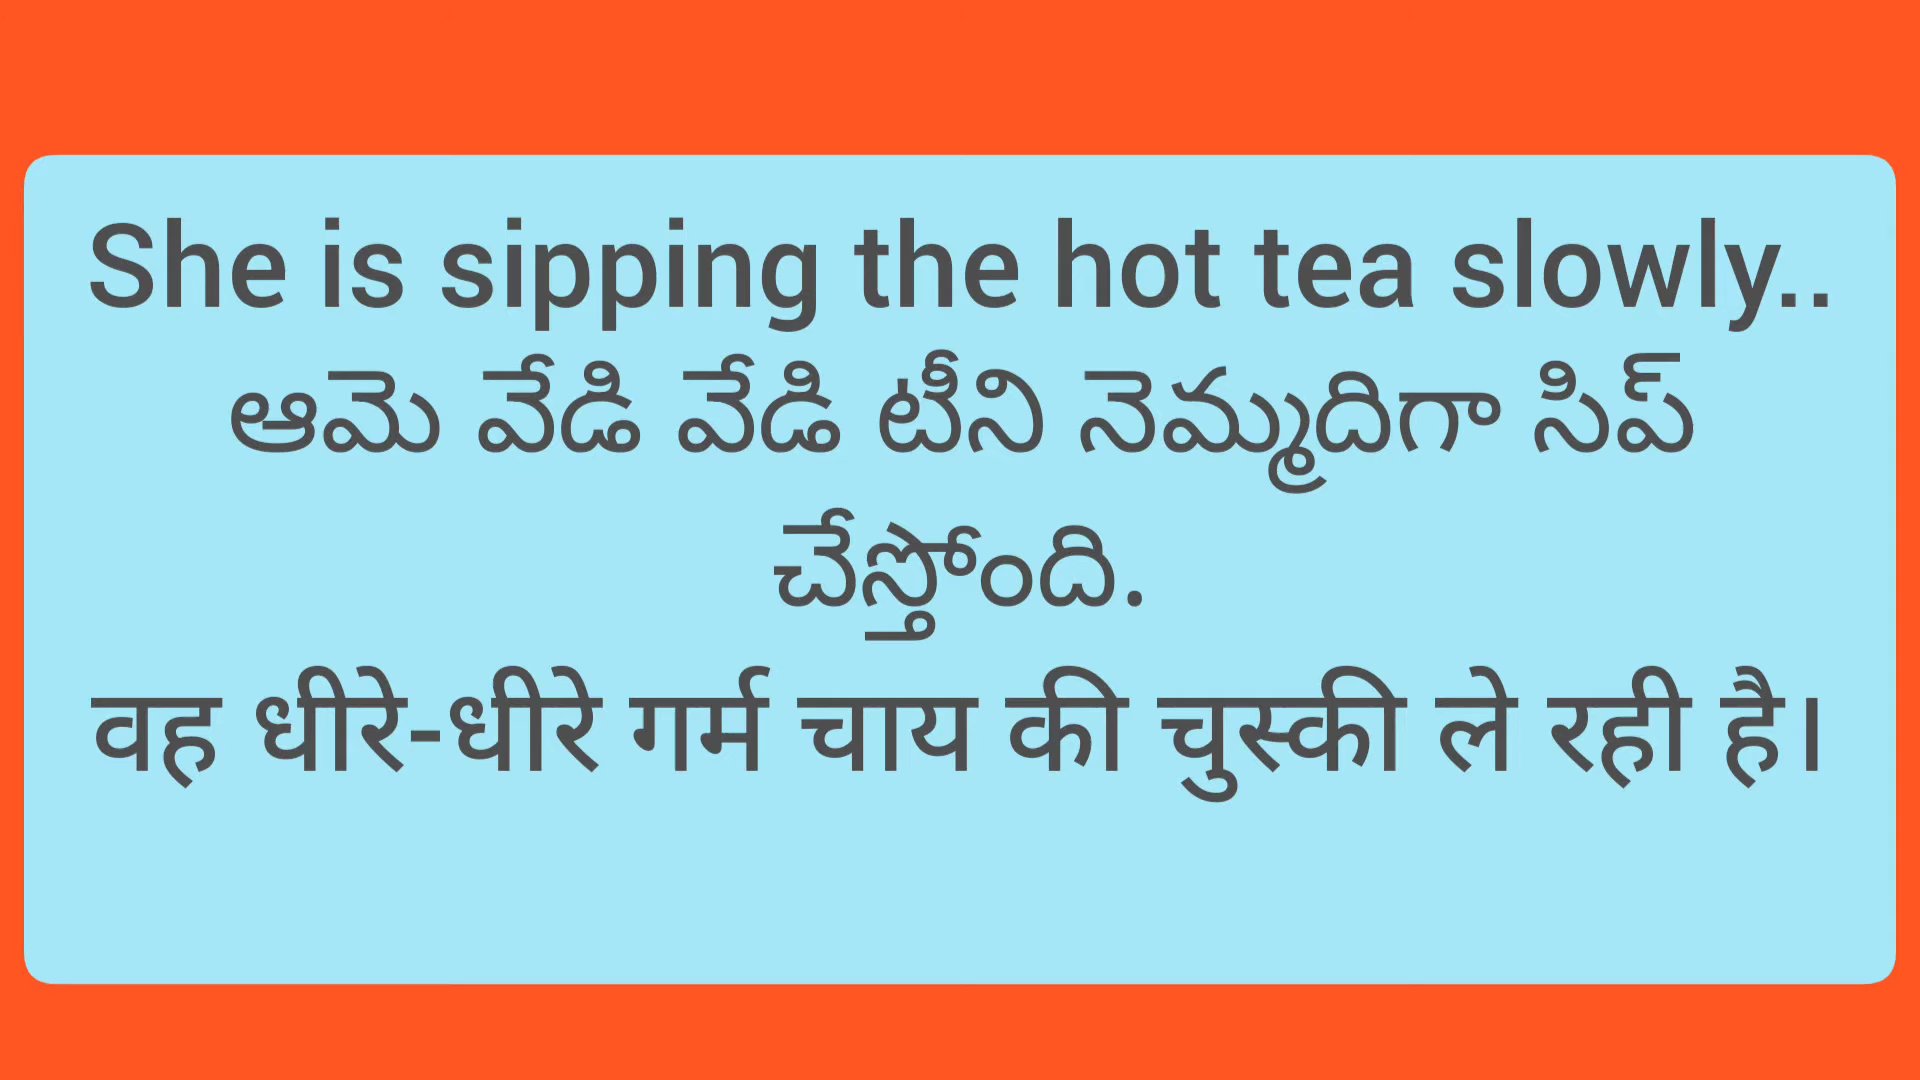 She is sipping the hot tea slowly..
ఆమె వేడి వేడి టీని నెమ్మదిగా సిప్
చేస్తోంది.
वह धीरे-धीरे गर्म चाय की चुस्की ले रही है।